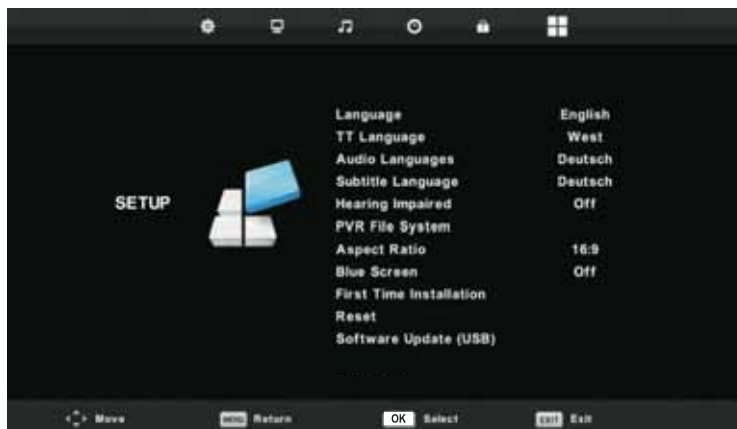 SETUP
Language English
TT Language West
Audio Languages Deutsch
Subtitle Language Deutsch
Hearing Impaired Off
PVR File System
Aspect Ratio 16:9
Blue Screen Off
First Time Installation
Reset
Software Update (USB)
Move MENU Return OK Select EXIT Exit